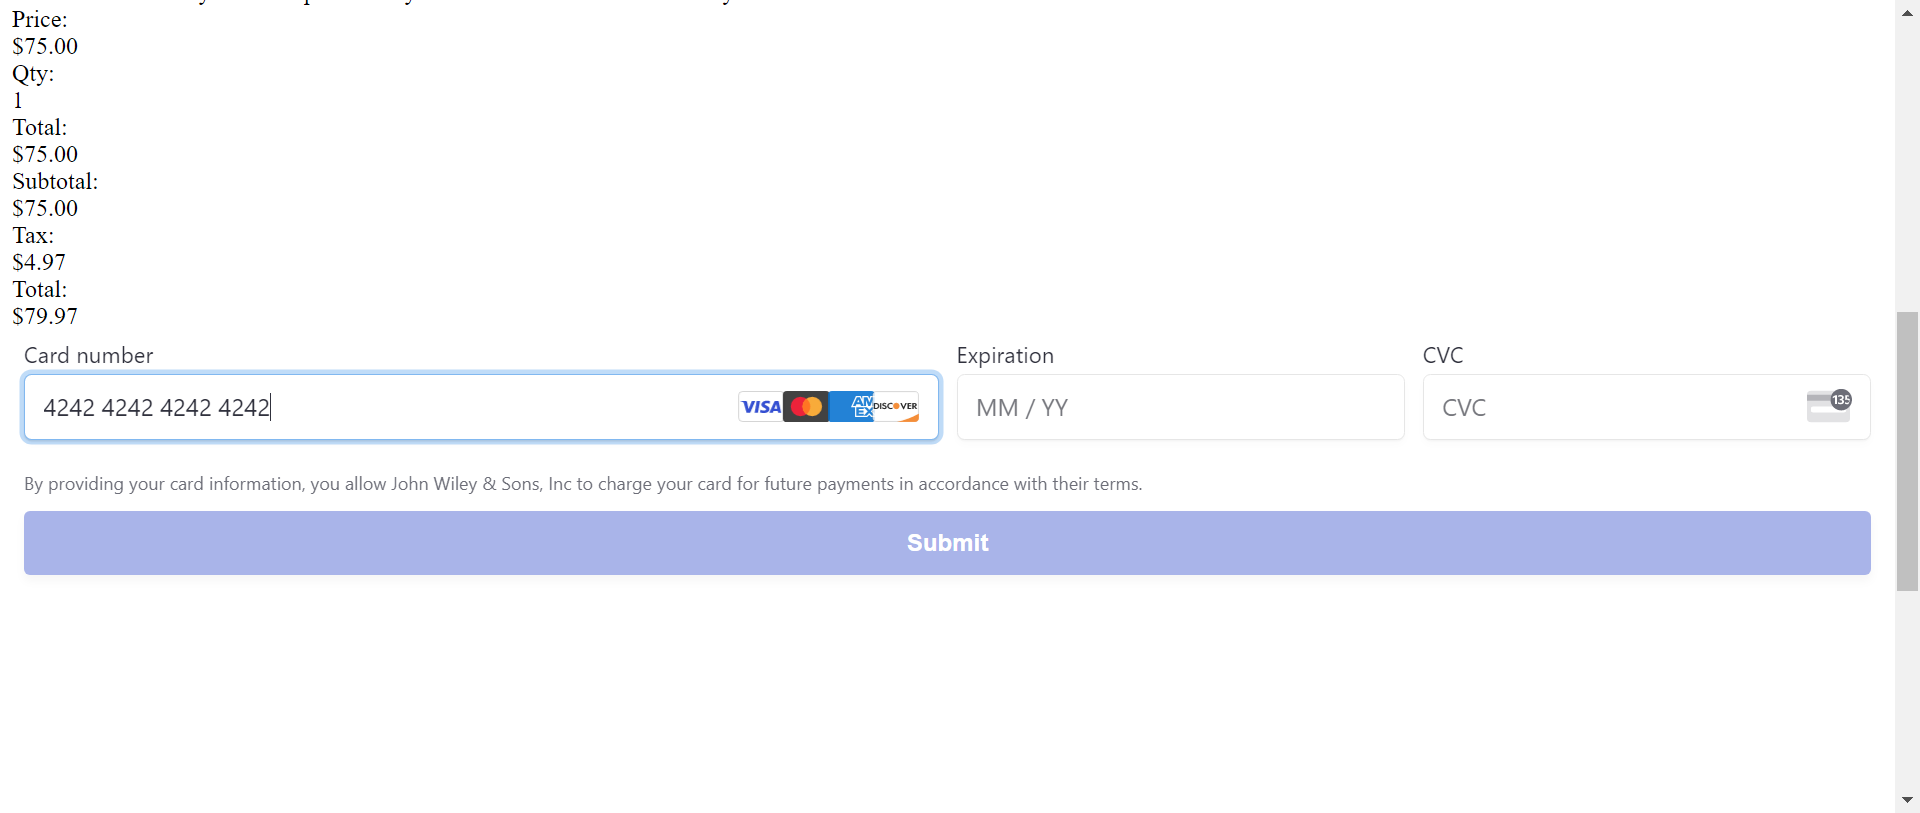 Price:
$75.00
Qty:
1
Total:
$75.00
Subtotal:
$75.00
Tax:
$4.97
Total:
$79.97
Card number
Expiration
CVC
4242 4242 4242 4242
VISA
AM
EX
DISCOVER
MM / YY
CVC
135
By providing your card information, you allow John Wiley & Sons, Inc to charge your card for future payments in accordance with their terms.
Submit